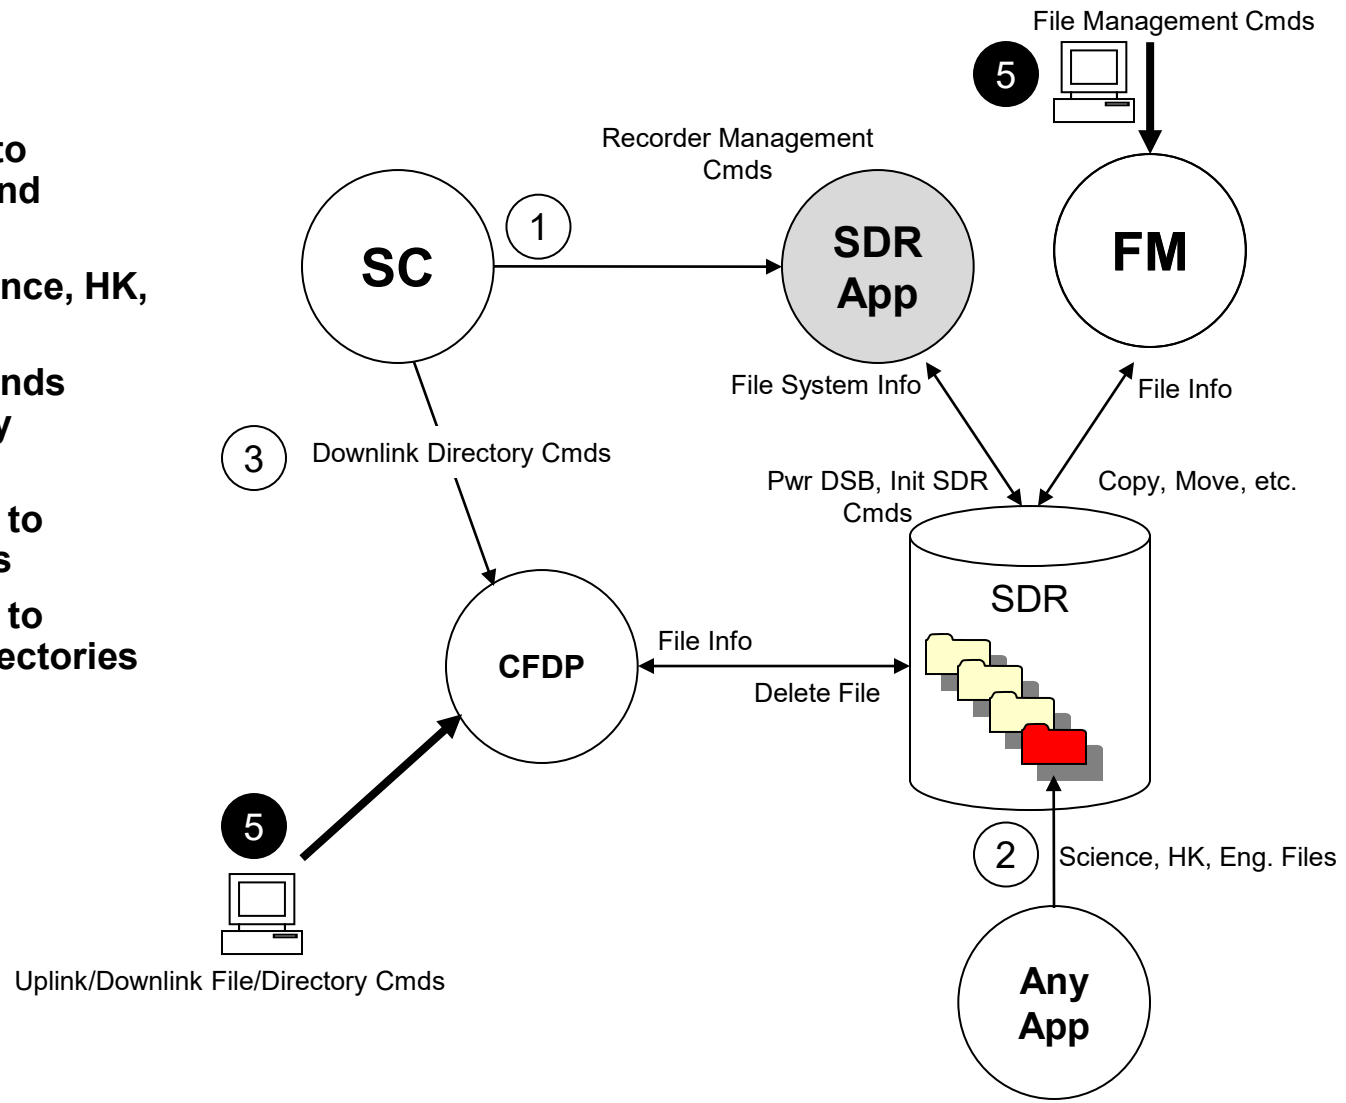 File Management Cmds
5
Recorder Management
Cmds
to
nd
nce, HK,
nds
y
to
s
to
ectories
SC
1
SDR
App
FM
File System Info
File Info
3
Downlink Directory Cmds
Pwr DSB, Init SDR
Cmds
Copy, Move, etc.
SDR
CFDP
File Info
Delete File
5
2
Science, HK, Eng. Files
Uplink/Downlink File/Directory Cmds
Any
App